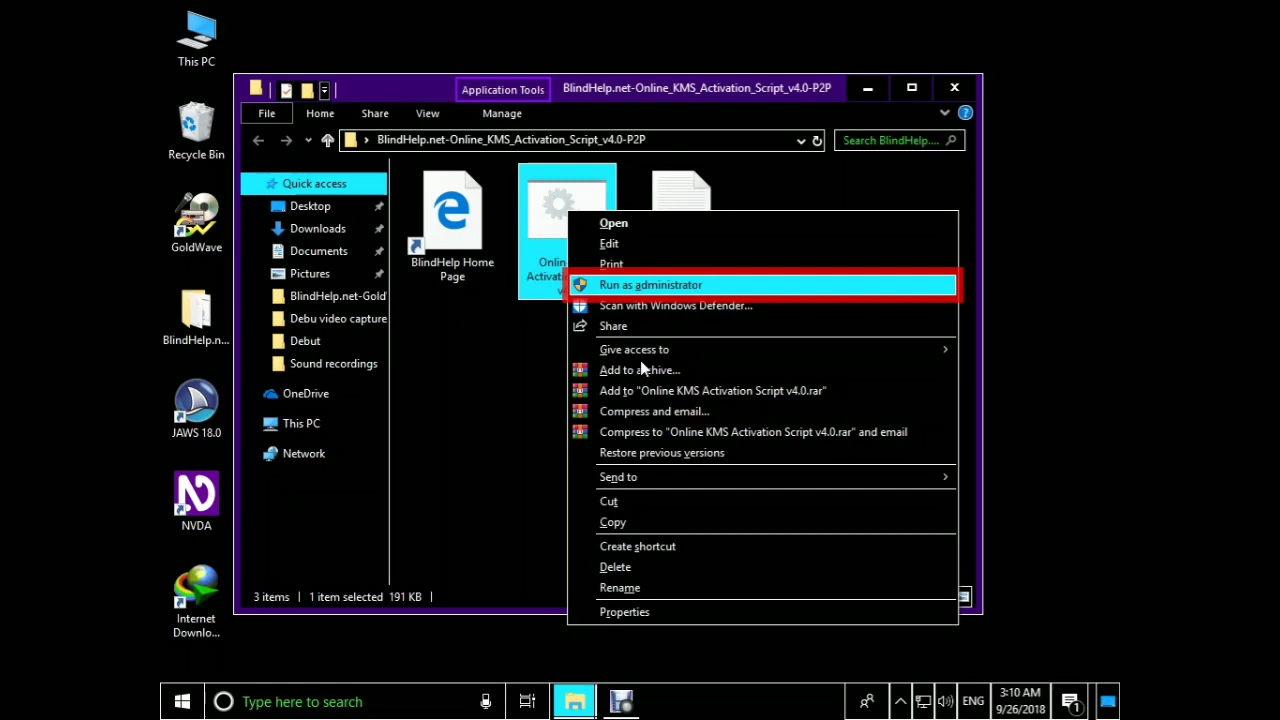 This PC
Recycle Bin
GoldWave
BlindHelp.n...
JAWS 18.0
NVDA
Internet
Downlo...
Application Tools
BlindHelp.net-Online_KMS_Activation_Script_v4.0-P2P
File
Home
Share
View
Manage
BlindHelp.net-Online_KMS_Activation_Script_v4.0-P2P
Search BlindHelp....
Quick access
Desktop
Downloads
Documents
Pictures
BlindHelp.net-Gold
Debu video capture
Debut
Sound recordings
OneDrive
This PC
Network
BlindHelp Home
Page
Onlin
Activat
Open
Edit
Print
Run as administrator
Scan with Windows Defender...
Share
Give access to
Add to archive...
Add to "Online KMS Activation Script v4.0.rar"
Compress and email...
Compress to "Online KMS Activation Script v4.0.rar" and email
Restore previous versions
Send to
Cut
Copy
Create shortcut
Delete
Rename
Properties
3 items
1 item selected 191 KB
Type here to search
ENG
3:10 AM
9/26/2018
1